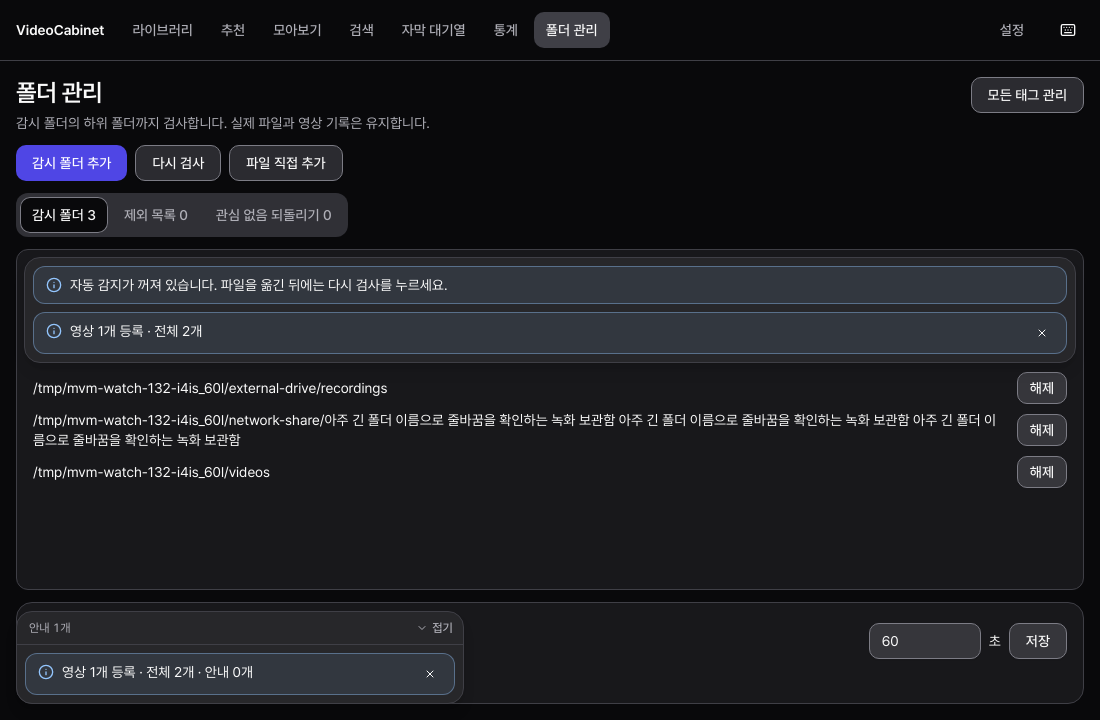 VideoCabinet 라이브러리 추천 모아보기 검색 자막 대기열 통계 폴더 관리 설정
폴더 관리
모든 태그 관리
감시 폴더의 하위 폴더까지 검사합니다. 실제 파일과 영상 기록은 유지합니다.
감시 폴더 추가 다시 검사 파일 직접 추가
감시 폴더 3 제외 목록 0 관심 없음 되돌리기 0
자동 감지가 꺼져 있습니다. 파일을 옮긴 뒤에는 다시 검사를 누르세요.
영상 1개 등록 · 전체 2개
/tmp/mvm-watch-132-i4is_60l/external-drive/recordings 해제
/tmp/mvm-watch-132-i4is_60l/network-share/아주 긴 폴더 이름으로 줄바꿈을 확인하는 녹화 보관함 아주 긴 폴더 이름으로 줄바꿈을 확인하는 녹화 보관함 아주 긴 폴더 이
름으로 줄바꿈을 확인하는 녹화 보관함 해제
/tmp/mvm-watch-132-i4is_60l/videos 해제
안내 1개 접기
영상 1개 등록 · 전체 2개 · 안내 0개
60 초 저장